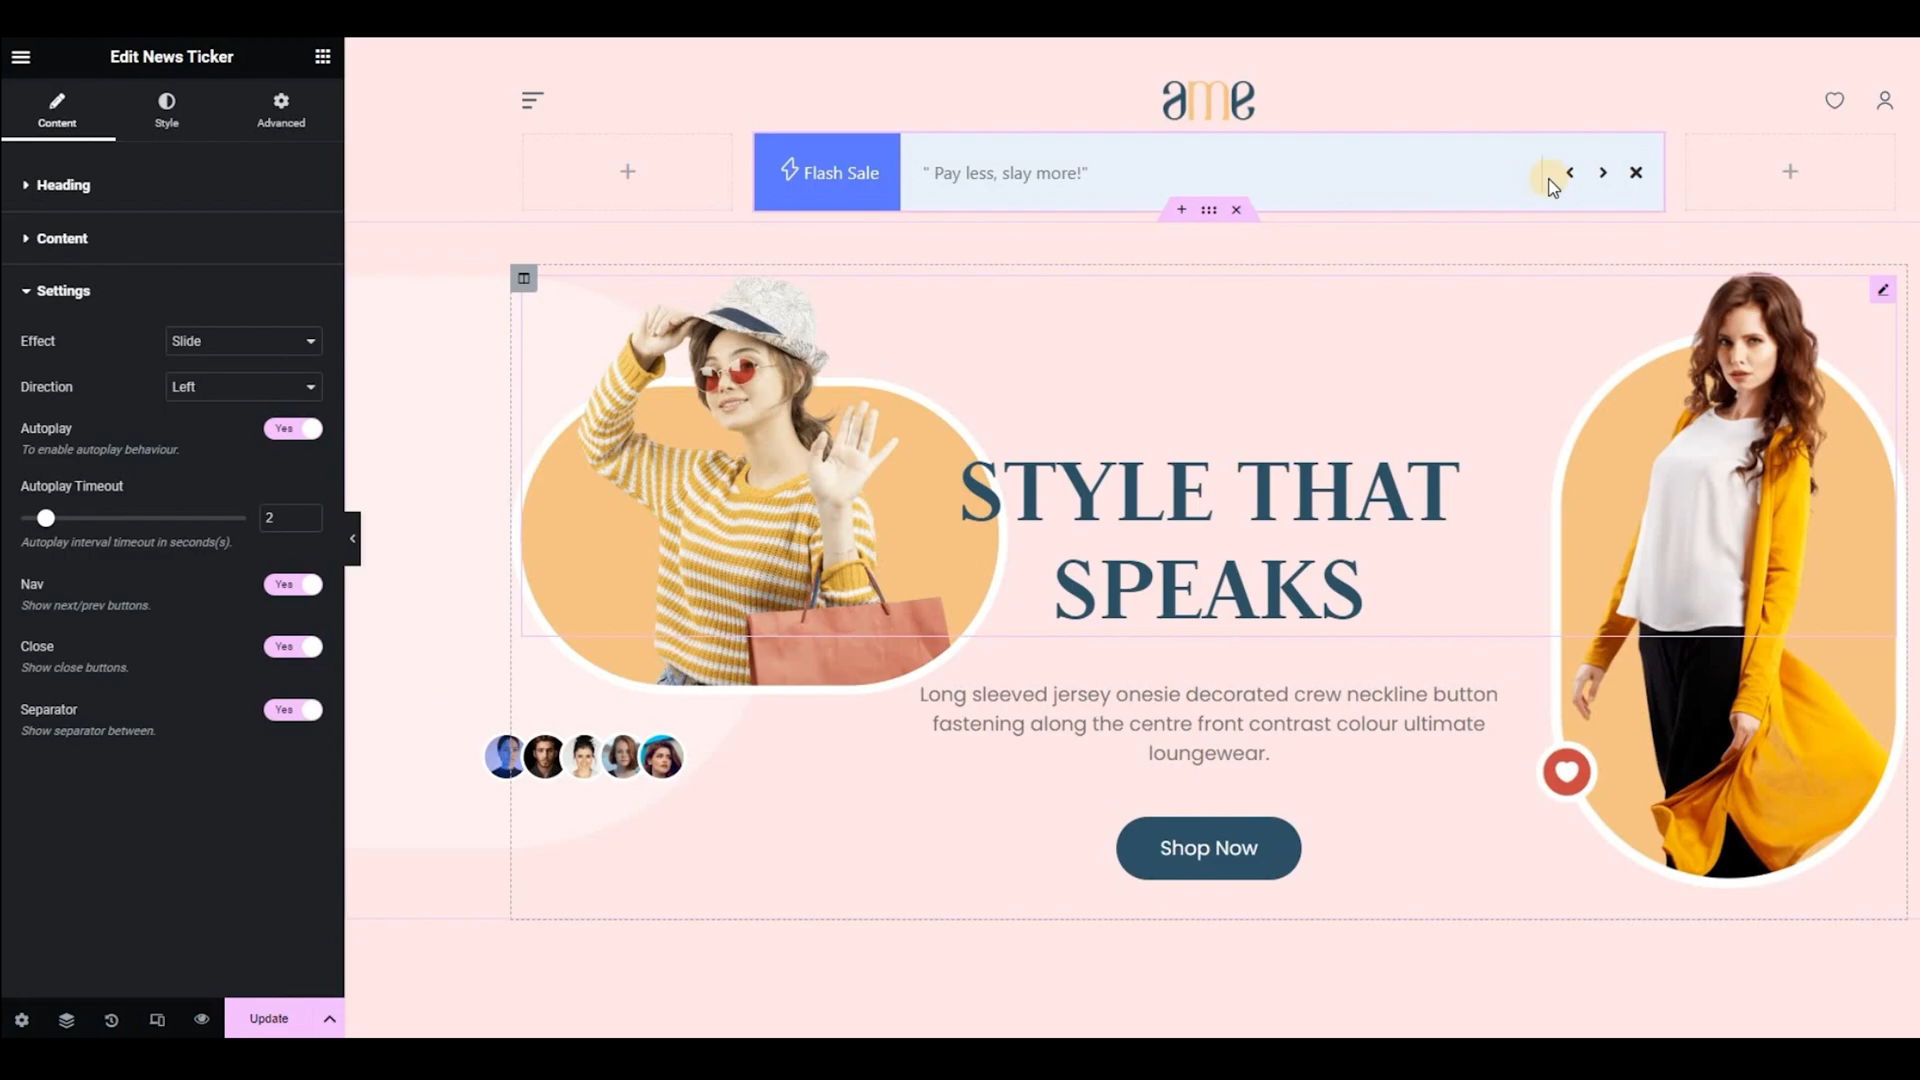 Edit News Ticker
Content
Style
Advanced
Heading
Content
Settings
Effect
Slide
Direction
Left
Autoplay
Yes
To enable autoplay behaviour.
Autoplay Timeout
2
Autoplay interval timeout in seconds(s).
Nav
Yes
Show next/prev buttons.
Close
Yes
Show close buttons.
Separator
Yes
Show separator between.
Update
ame
Flash Sale
" Pay less, slay more!"
STYLE THAT
SPEAKS
Long sleeved jersey onesie decorated crew neckline button
fastening along the centre front contrast colour ultimate
loungewear.
Shop Now